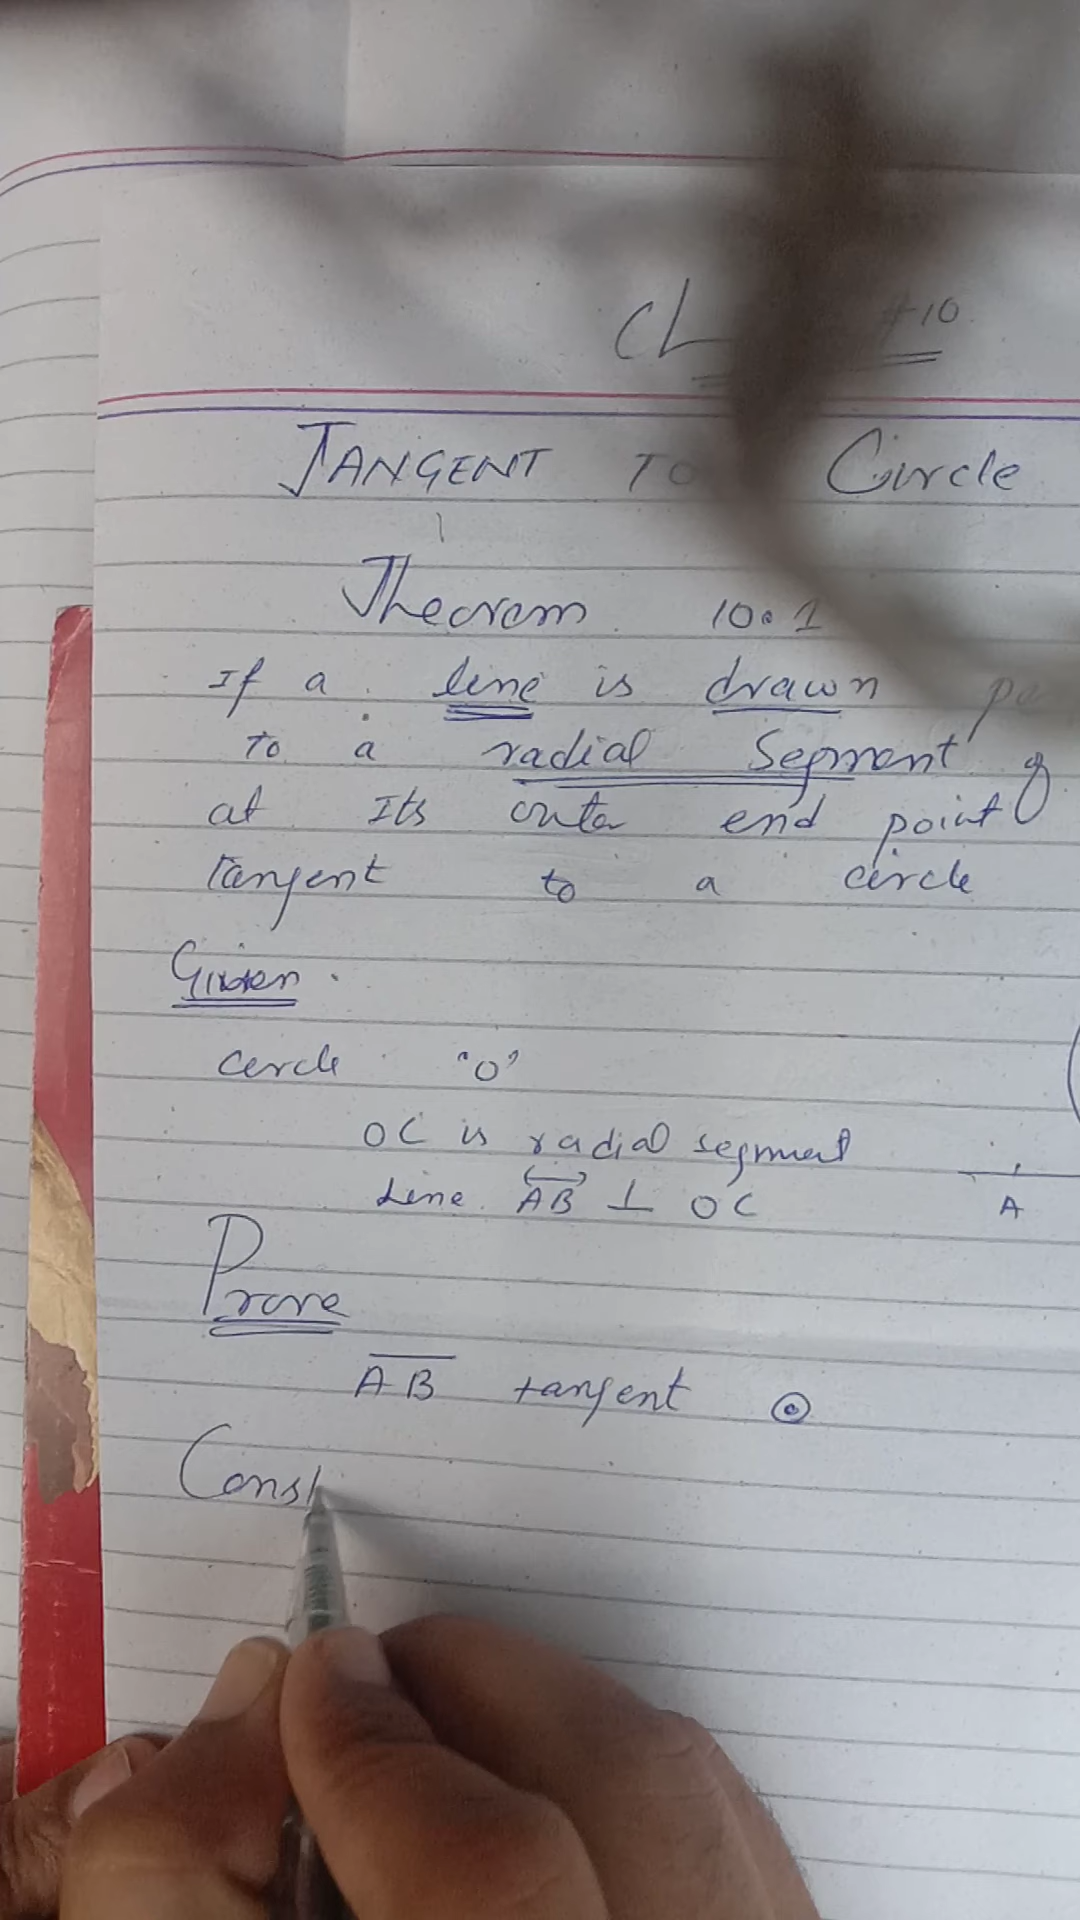 #10
TANGENT TO Circle
Theorem 10.1
If a line is drawn
to a radial Segment of
at Its outer end point
tangent to a circle
Given
circle 'O'
OC is radial segment
Line AB ⊥ OC
A
Prove
AB tangent
Const